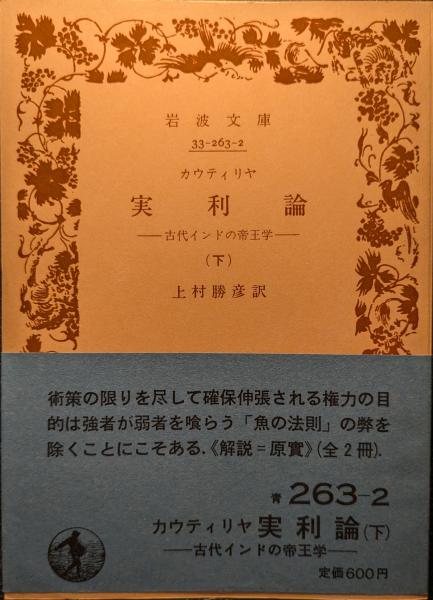 岩波文庫
33-263-2
カウティリヤ
実利論
―古代インドの帝王学―
(下)
上村勝彦訳
術策の限りを尽して確保伸張される権力の目
的は強者が弱者を喰らう「魚の法則」の弊を
除くことにこそある.《解説=原實》(全2冊).
青 263-2
カウティリヤ 実利論(下)
―古代インドの帝王学―
定価600円